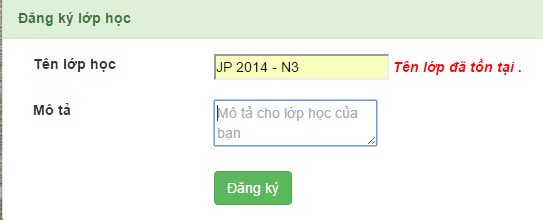 Đăng ký lớp học
Tên lớp học
JP 2014 - N3
Tên lớp đã tồn tại .
Mô tả
Mô tả cho lớp học của
bạn
Đăng ký